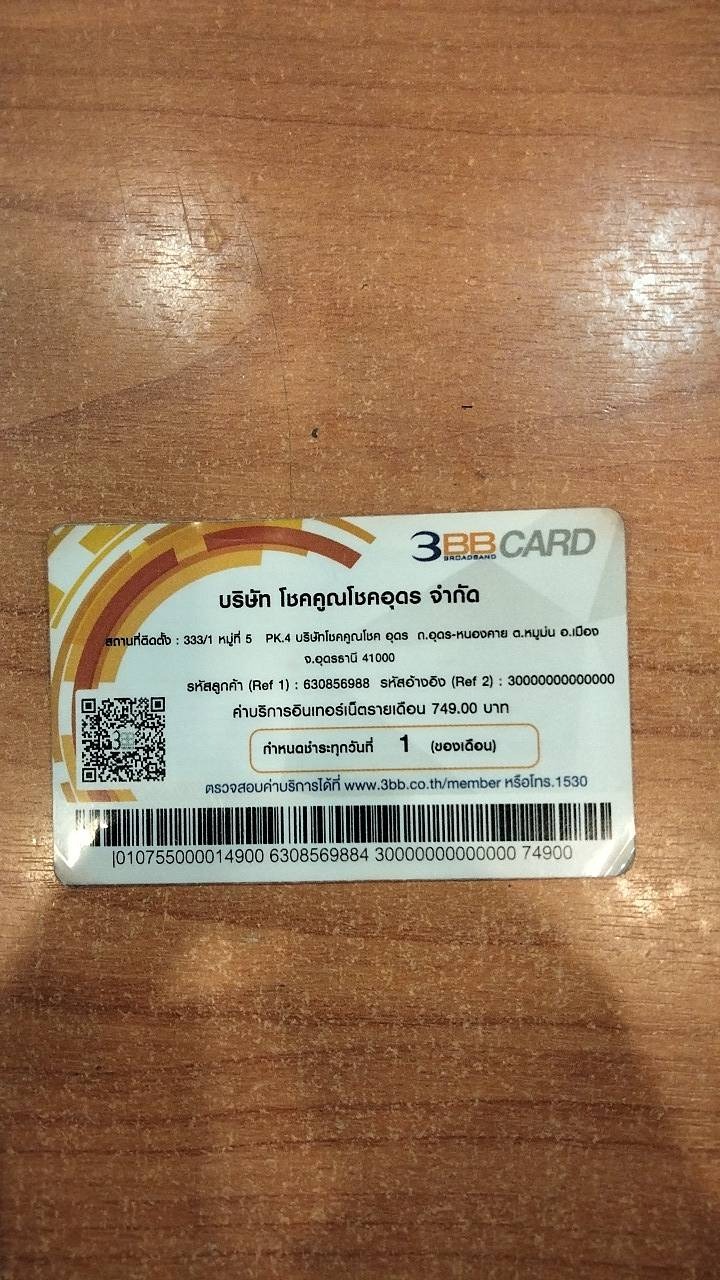 3BB CARD
BROADBAND
บริษัท โชคคูณโชคอุดร จำกัด
สถานที่ติดตั้ง : 333/1 หมู่ที่ 5 PK.4 บริษัทโชคคูณโชค อุดร ถ.อุดร-หนองคาย ต.หมูม่น อ.เมือง
จ.อุดรธานี 41000
รหัสลูกค้า (Ref 1) : 630856988 รหัสอ้างอิง (Ref 2) : 30000000000000
ค่าบริการอินเทอร์เน็ตรายเดือน 749.00 บาท
กำหนดชำระทุกวันที่ 1 (ของเดือน)
ตรวจสอบค่าบริการได้ที่ www.3bb.co.th/member หรือโทร.1530
|010755000014900 6308569884 30000000000000 74900